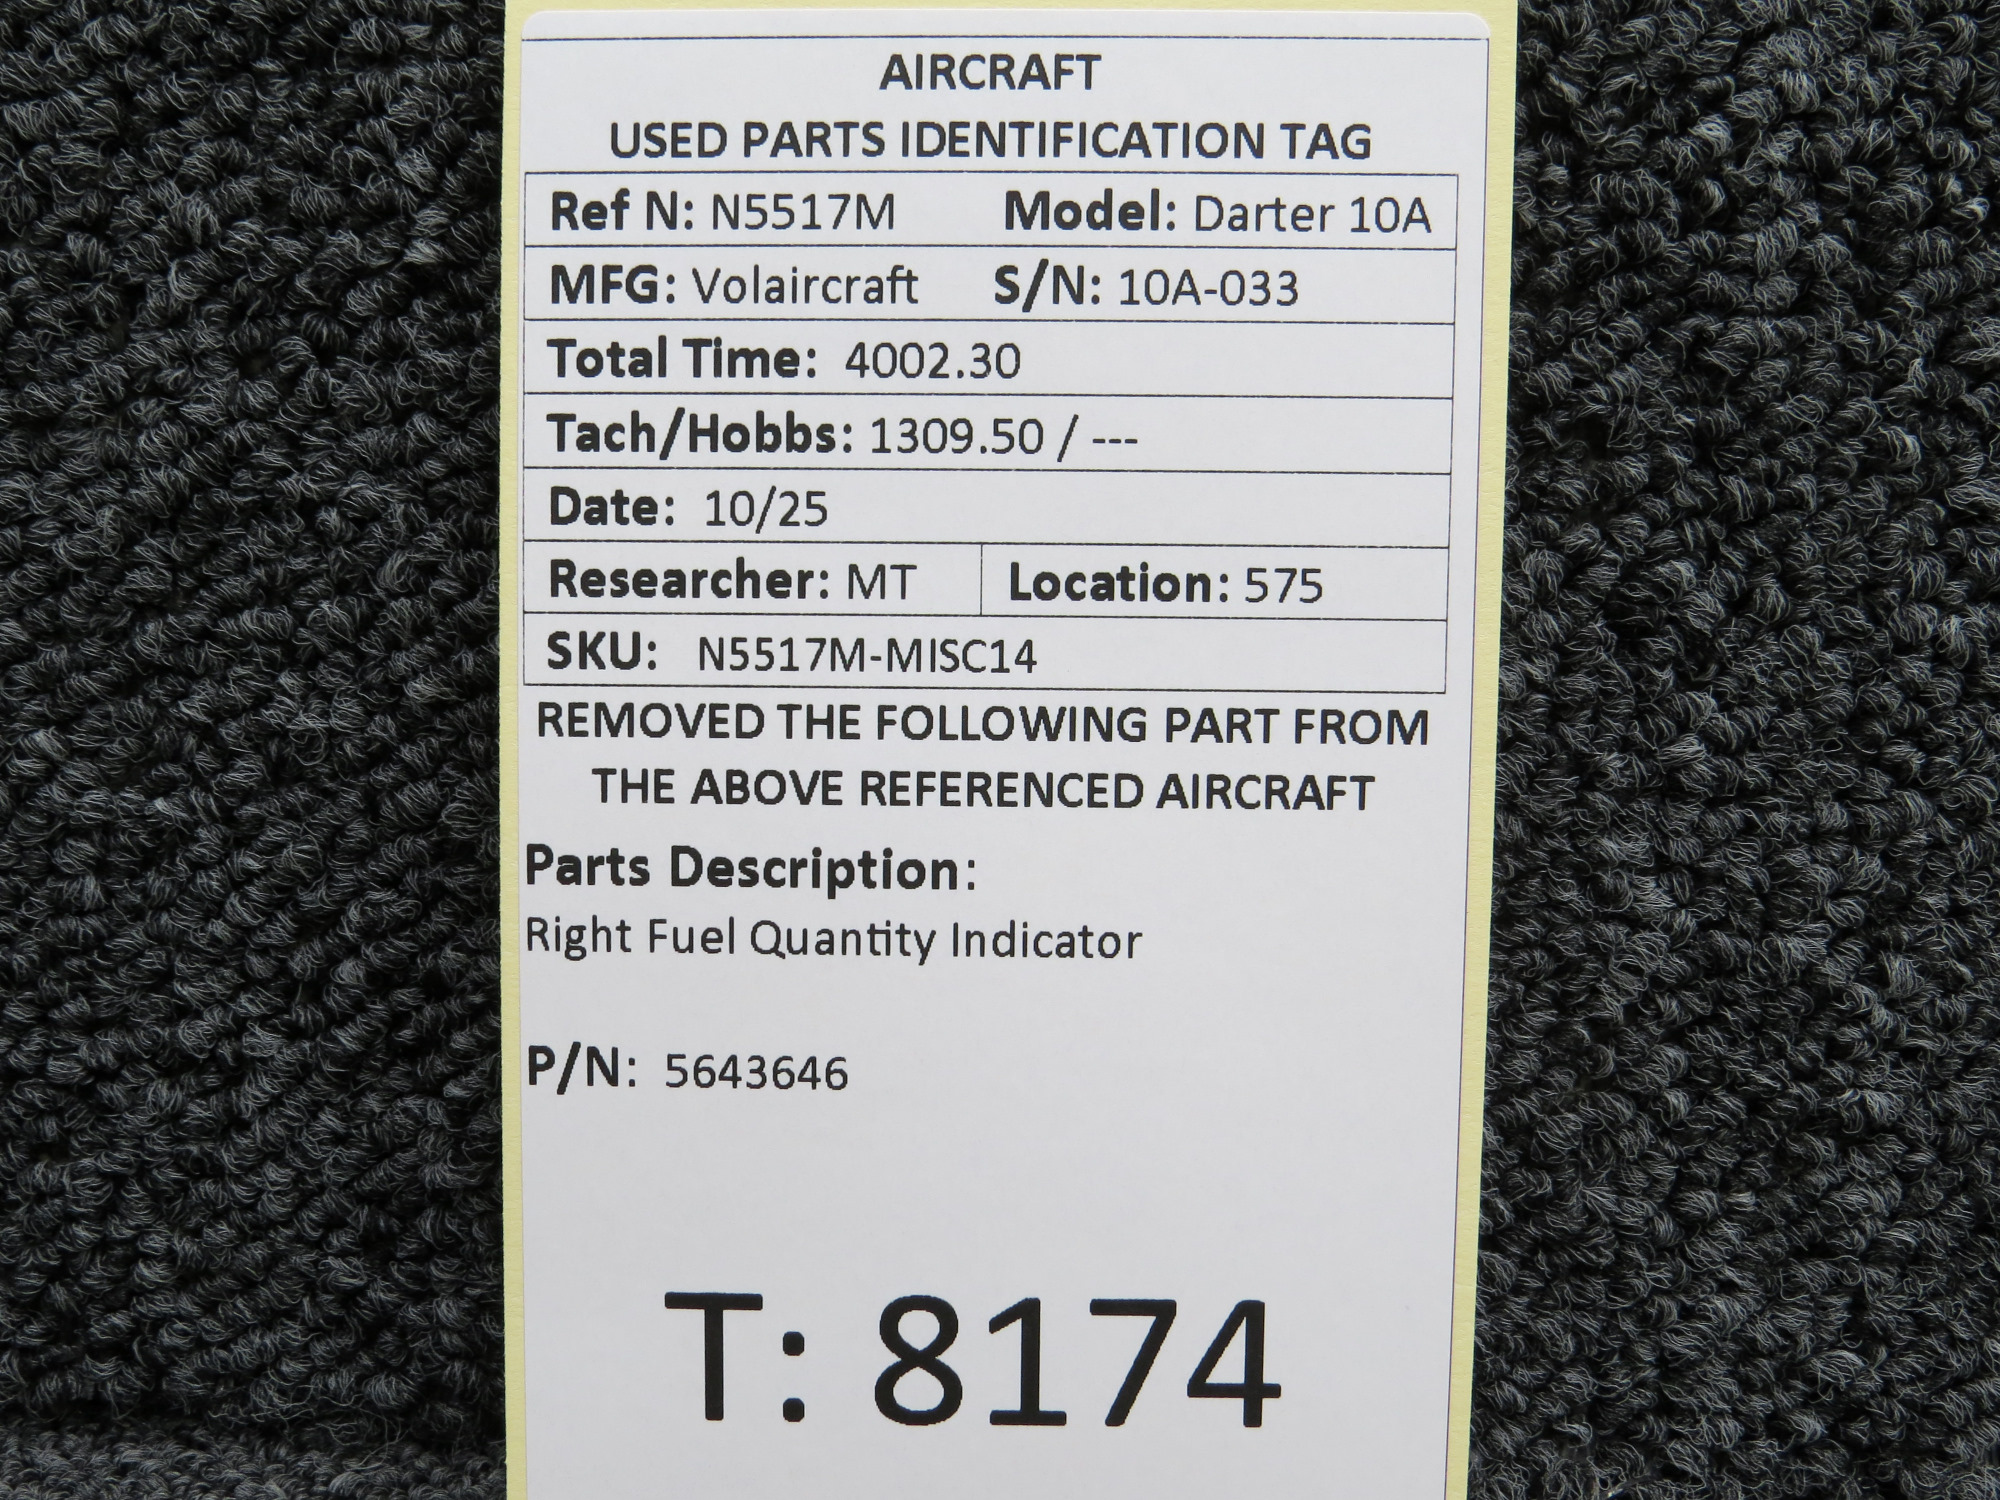 AIRCRAFT
USED PARTS IDENTIFICATION TAG
Ref N: N5517M Model: Darter 10A
MFG: Volaircraft S/N: 10A-033
Total Time: 4002.30
Tach/Hobbs: 1309.50 / ---
Date: 10/25
Researcher: MT Location: 575
SKU: N5517M-MISC14
REMOVED THE FOLLOWING PART FROM
THE ABOVE REFERENCED AIRCRAFT
Parts Description:
Right Fuel Quantity Indicator
P/N: 5643646
T: 8174